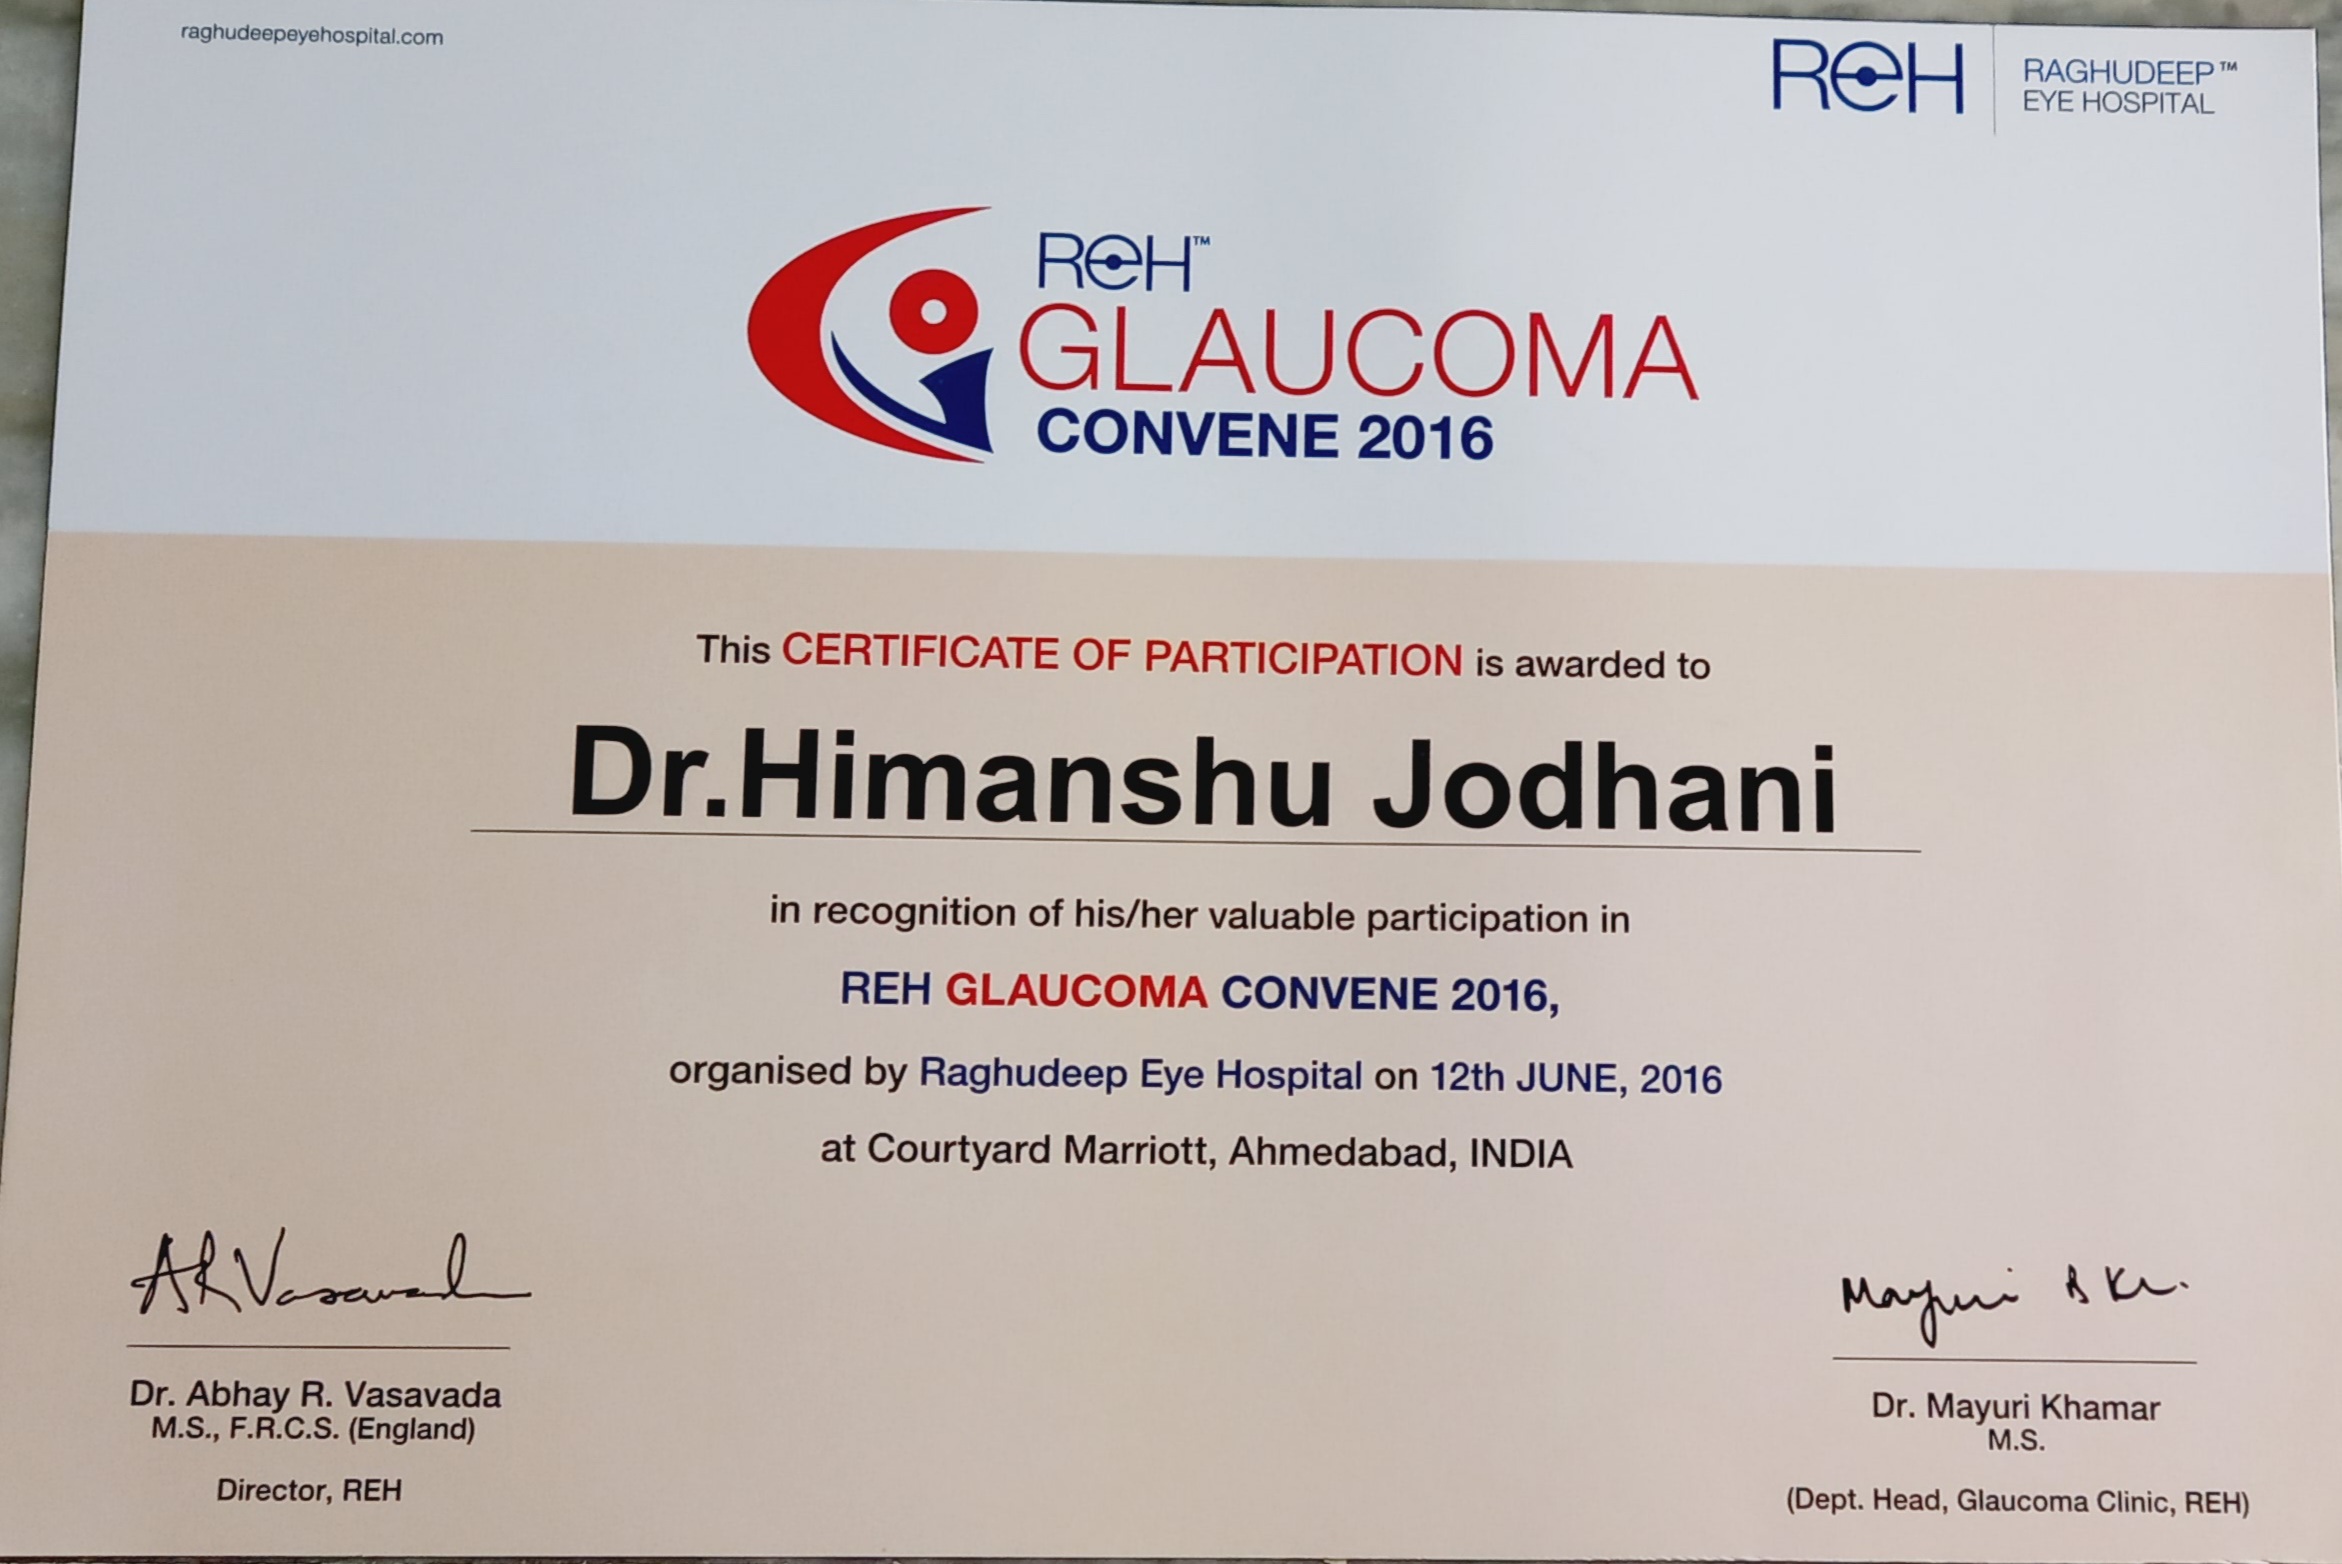 raghudeepeyehospital.com
REH
RAGHUDEEP™
EYE HOSPITAL
REH™
GLAUCOMA
CONVENE 2016
This CERTIFICATE OF PARTICIPATION is awarded to
Dr.Himanshu Jodhani
in recognition of his/her valuable participation in
REH GLAUCOMA CONVENE 2016,
organised by Raghudeep Eye Hospital on 12th JUNE, 2016
at Courtyard Marriott, Ahmedabad, INDIA
ARVasavada
Dr. Abhay R. Vasavada
M.S., F.R.C.S. (England)
Director, REH
Mayuri
Dr. Mayuri Khamar
M.S.
(Dept. Head, Glaucoma Clinic, REH)